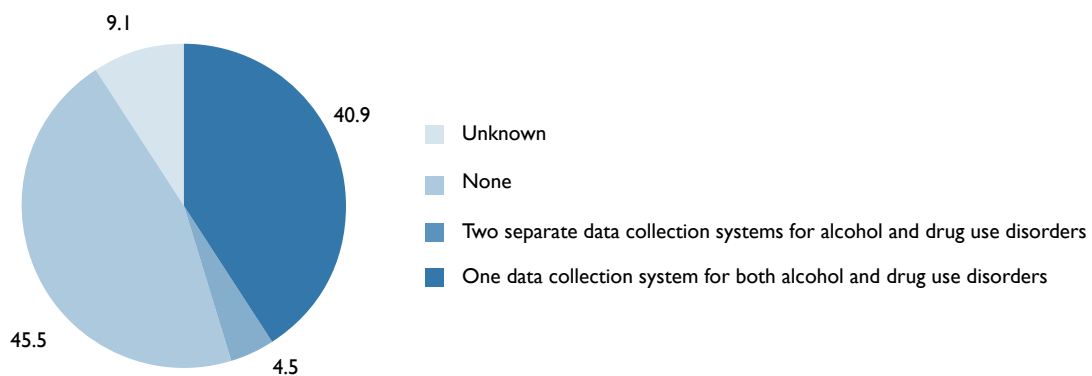 9.1
40.9
Unknown
None
Two separate data collection systems for alcohol and drug use disorders
One data collection system for both alcohol and drug use disorders
45.5
4.5